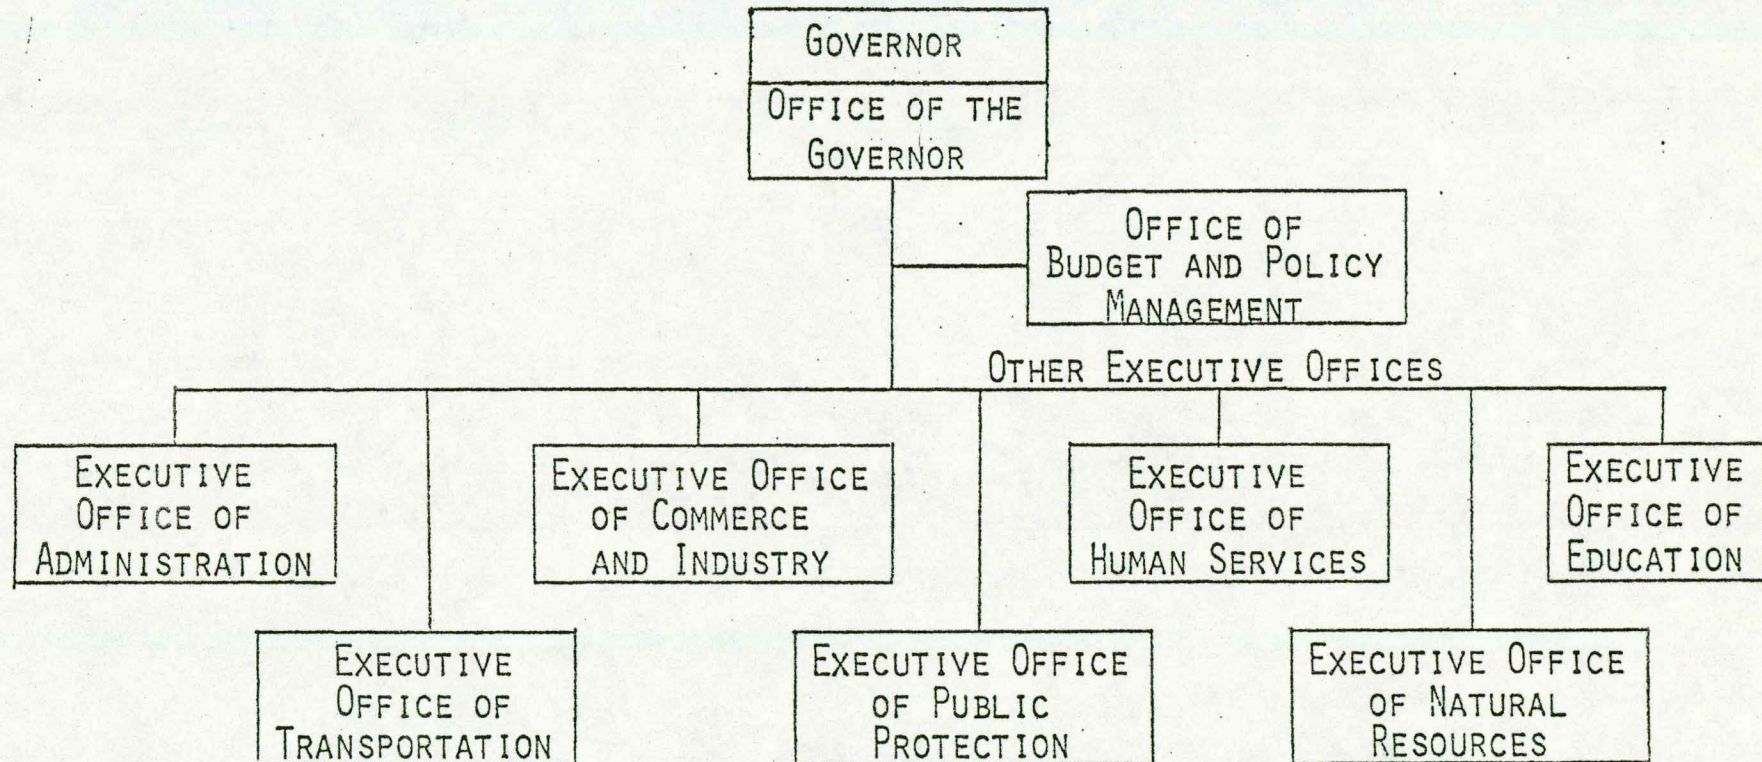 GOVERNOR
OFFICE OF THE
GOVERNOR
OFFICE OF
BUDGET AND POLICY
MANAGEMENT
OTHER EXECUTIVE OFFICES
EXECUTIVE
OFFICE OF
ADMINISTRATION
EXECUTIVE OFFICE
OF COMMERCE
AND INDUSTRY
EXECUTIVE
OFFICE OF
HUMAN SERVICES
EXECUTIVE
OFFICE OF
EDUCATION
EXECUTIVE
OFFICE OF
TRANSPORTATION
EXECUTIVE OFFICE
OF PUBLIC
PROTECTION
EXECUTIVE OFFICE
OF NATURAL
RESOURCES